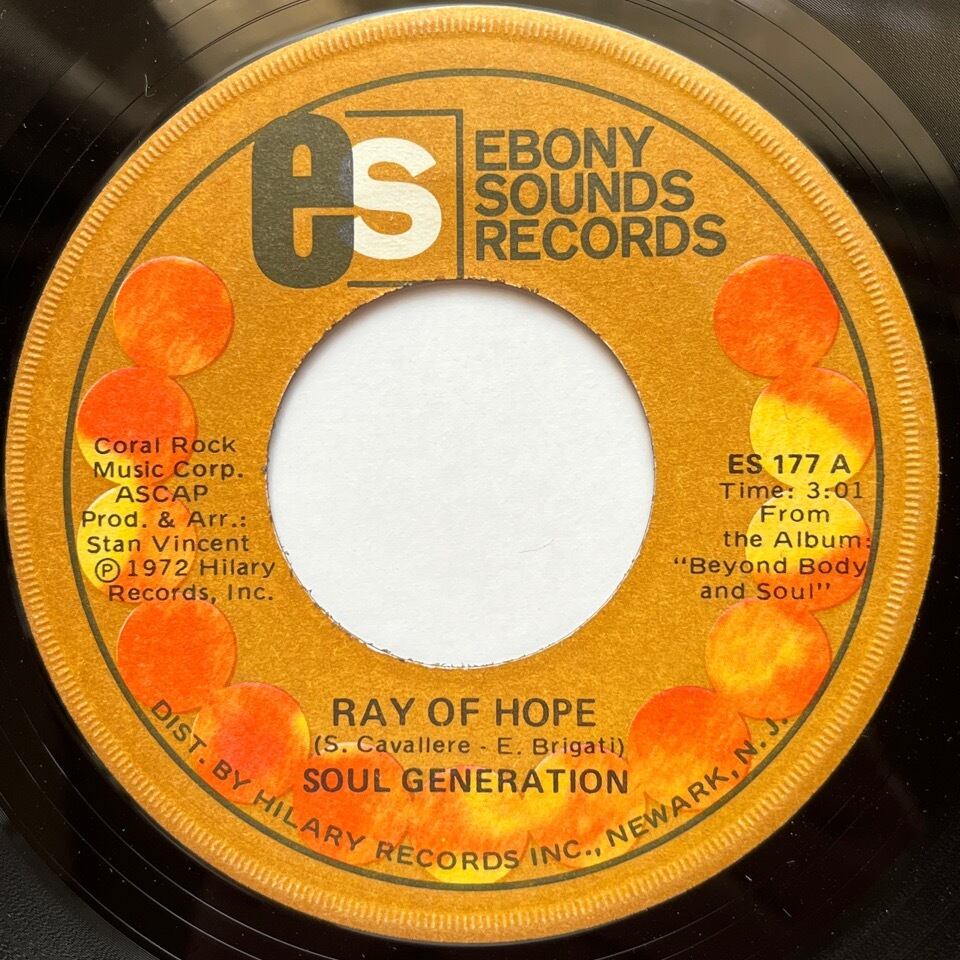 es
EBONY
SOUNDS
RECORDS
Coral Rock
Music Corp.
ASCAP
Prod. & Arr.:
Stan Vincent
Ⓟ 1972 Hilary
Records, Inc.
ES 177 A
Time: 3:01
From
the Album:
"Beyond Body
and Soul"
RAY OF HOPE
(S. Cavallere - E. Brigati)
SOUL GENERATION
DIST. BY HILARY RECORDS INC., NEWARK, N.J.